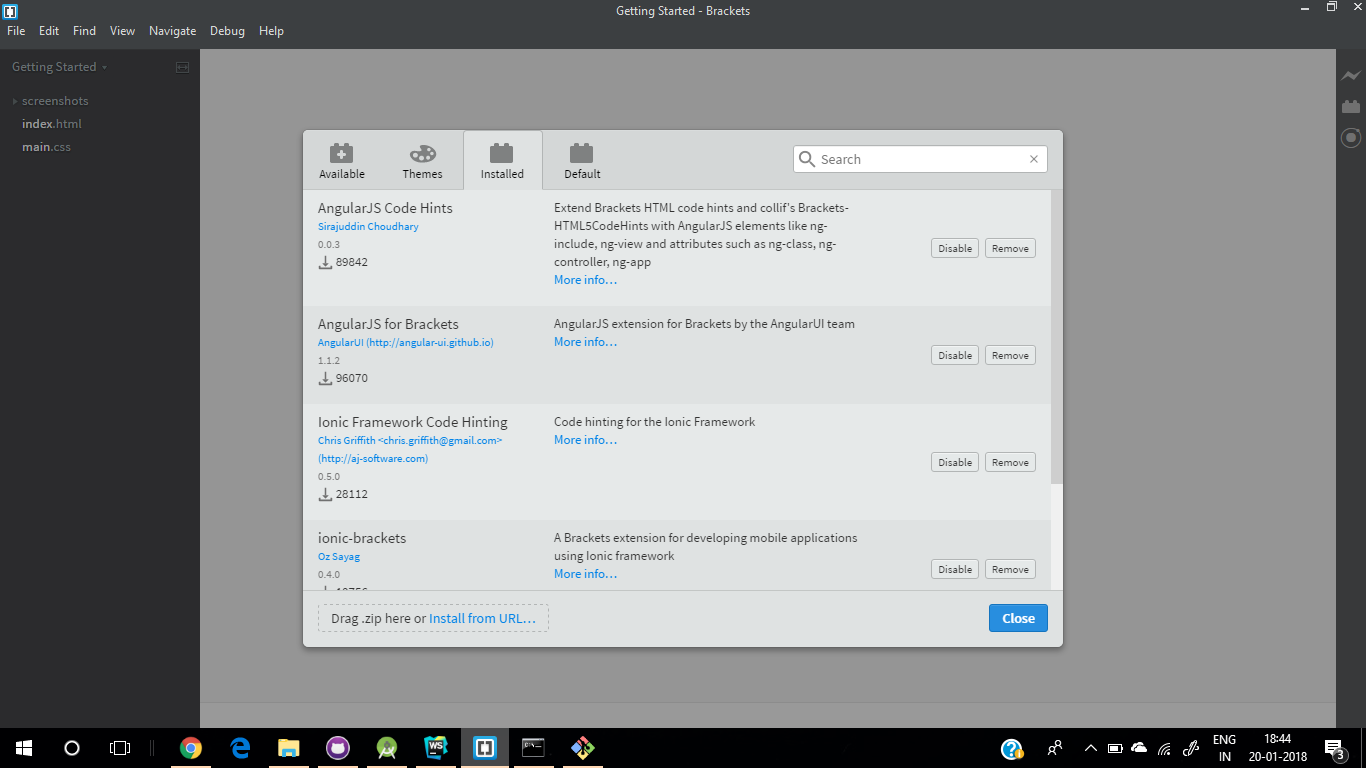 Getting Started - Brackets
File Edit Find View Navigate Debug Help
Getting Started
screenshots
index.html
main.css
Available
Themes
Installed
Default
Search
AngularJS Code Hints
Sirajuddin Choudhary
0.0.3
89842
Extend Brackets HTML code hints and collif's Brackets-
HTML5CodeHints with AngularJS elements like ng-
include, ng-view and attributes such as ng-class, ng-
controller, ng-app
More info…
Disable
Remove
AngularJS for Brackets
AngularUI (http://angular-ui.github.io)
1.1.2
96070
AngularJS extension for Brackets by the AngularUI team
More info…
Disable
Remove
Ionic Framework Code Hinting
Chris Griffith <chris.griffith@gmail.com>
(http://aj-software.com)
0.5.0
28112
Code hinting for the Ionic Framework
More info…
Disable
Remove
ionic-brackets
Oz Sayag
0.4.0
A Brackets extension for developing mobile applications
using Ionic framework
More info…
Disable
Remove
Drag .zip here or Install from URL…
Close
WS
ENG
IN
18:44
20-01-2018
3